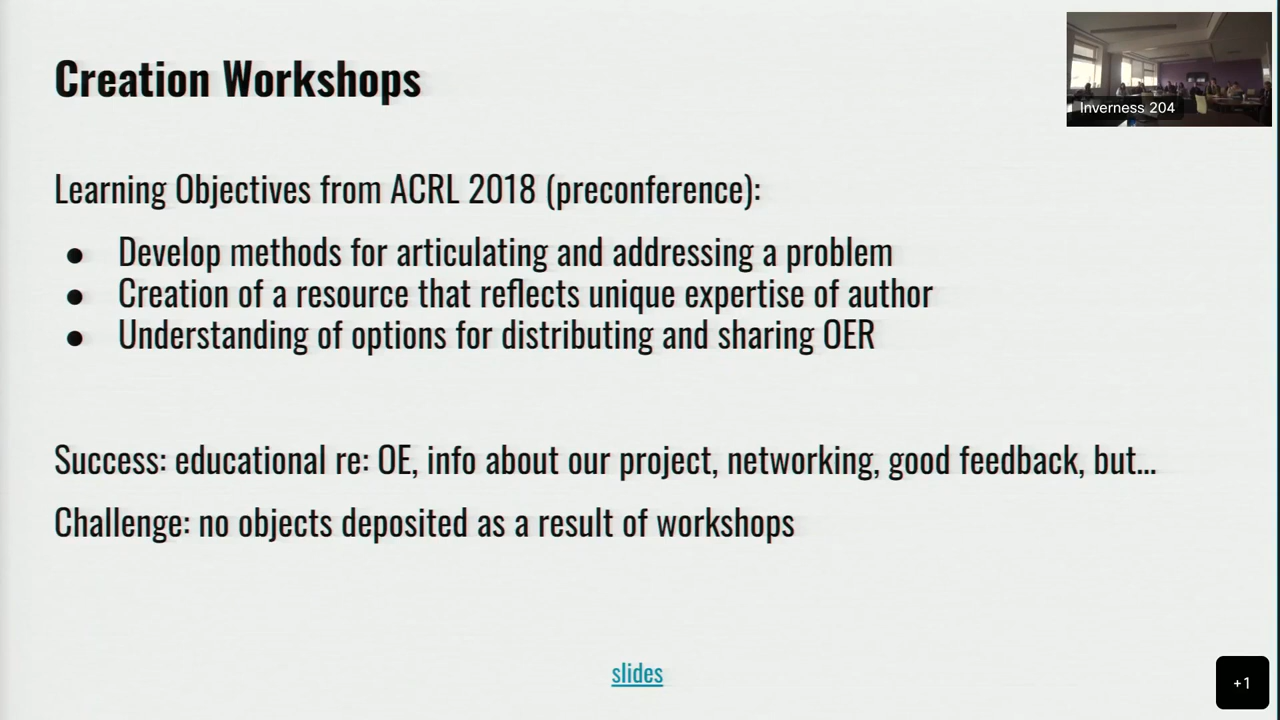 Creation Workshops
Inverness 204
Learning Objectives from ACRL 2018 (preconference):
● Develop methods for articulating and addressing a problem
● Creation of a resource that reflects unique expertise of author
● Understanding of options for distributing and sharing OER
Success: educational re: OE, info about our project, networking, good feedback, but...
Challenge: no objects deposited as a result of workshops
slides
+1